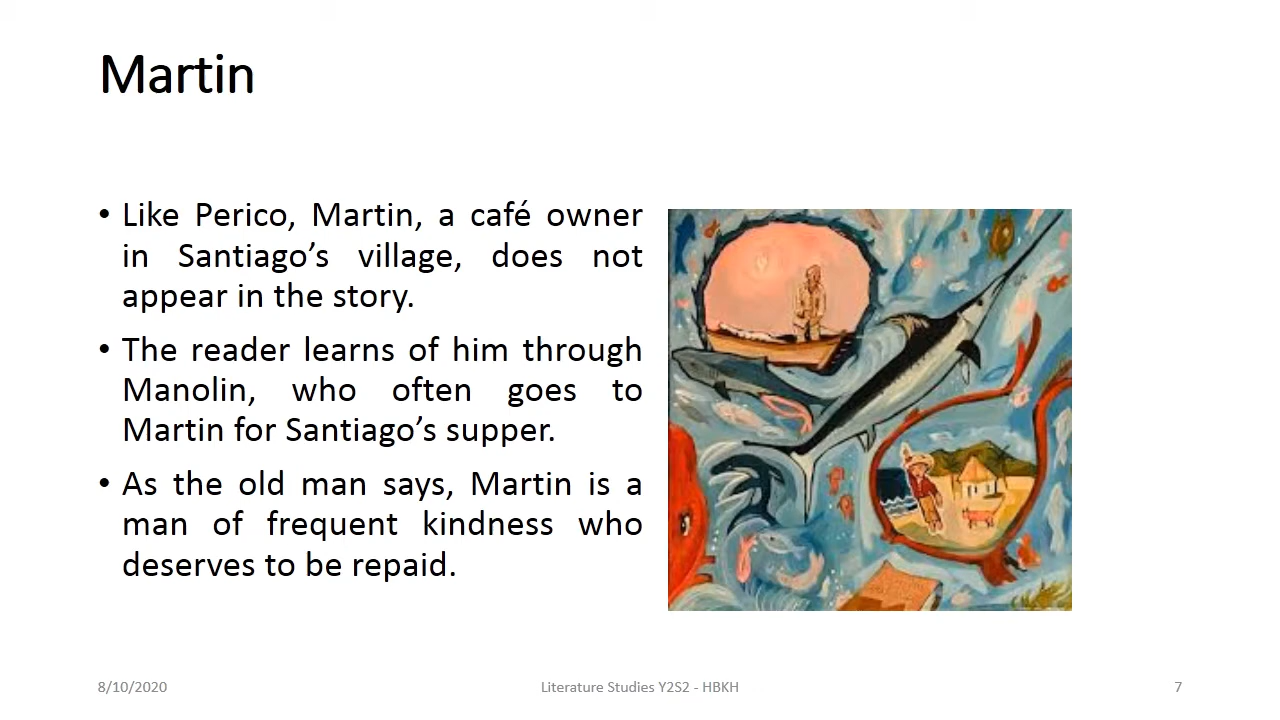 Martin
• Like Perico, Martin, a café owner
in Santiago’s village, does not
appear in the story.
• The reader learns of him through
Manolin, who often goes to
Martin for Santiago’s supper.
• As the old man says, Martin is a
man of frequent kindness who
deserves to be repaid.
8/10/2020
Literature Studies Y2S2 - HBKH
7